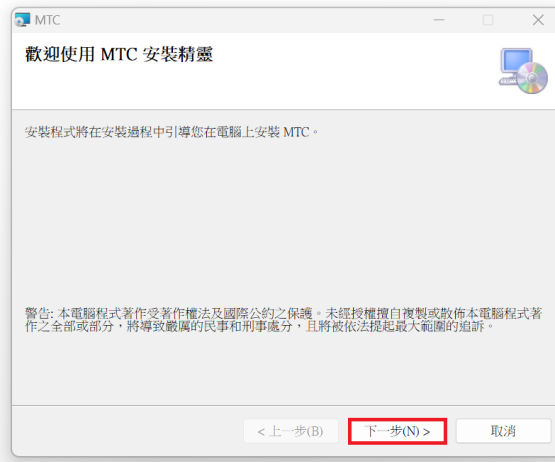 MTC
歡迎使用 MTC 安裝精靈
安裝程式將在安裝過程中引導您在電腦上安裝 MTC。
警告: 本電腦程式著作受著作權法及國際公約之保護。未經授權擅自複製或散佈本電腦程式著
作之全部或部分，將導致嚴厲的民事和刑事處分，且將被依法提起最大範圍的追訴。
< 上一步(B) 下一步(N) > 取消